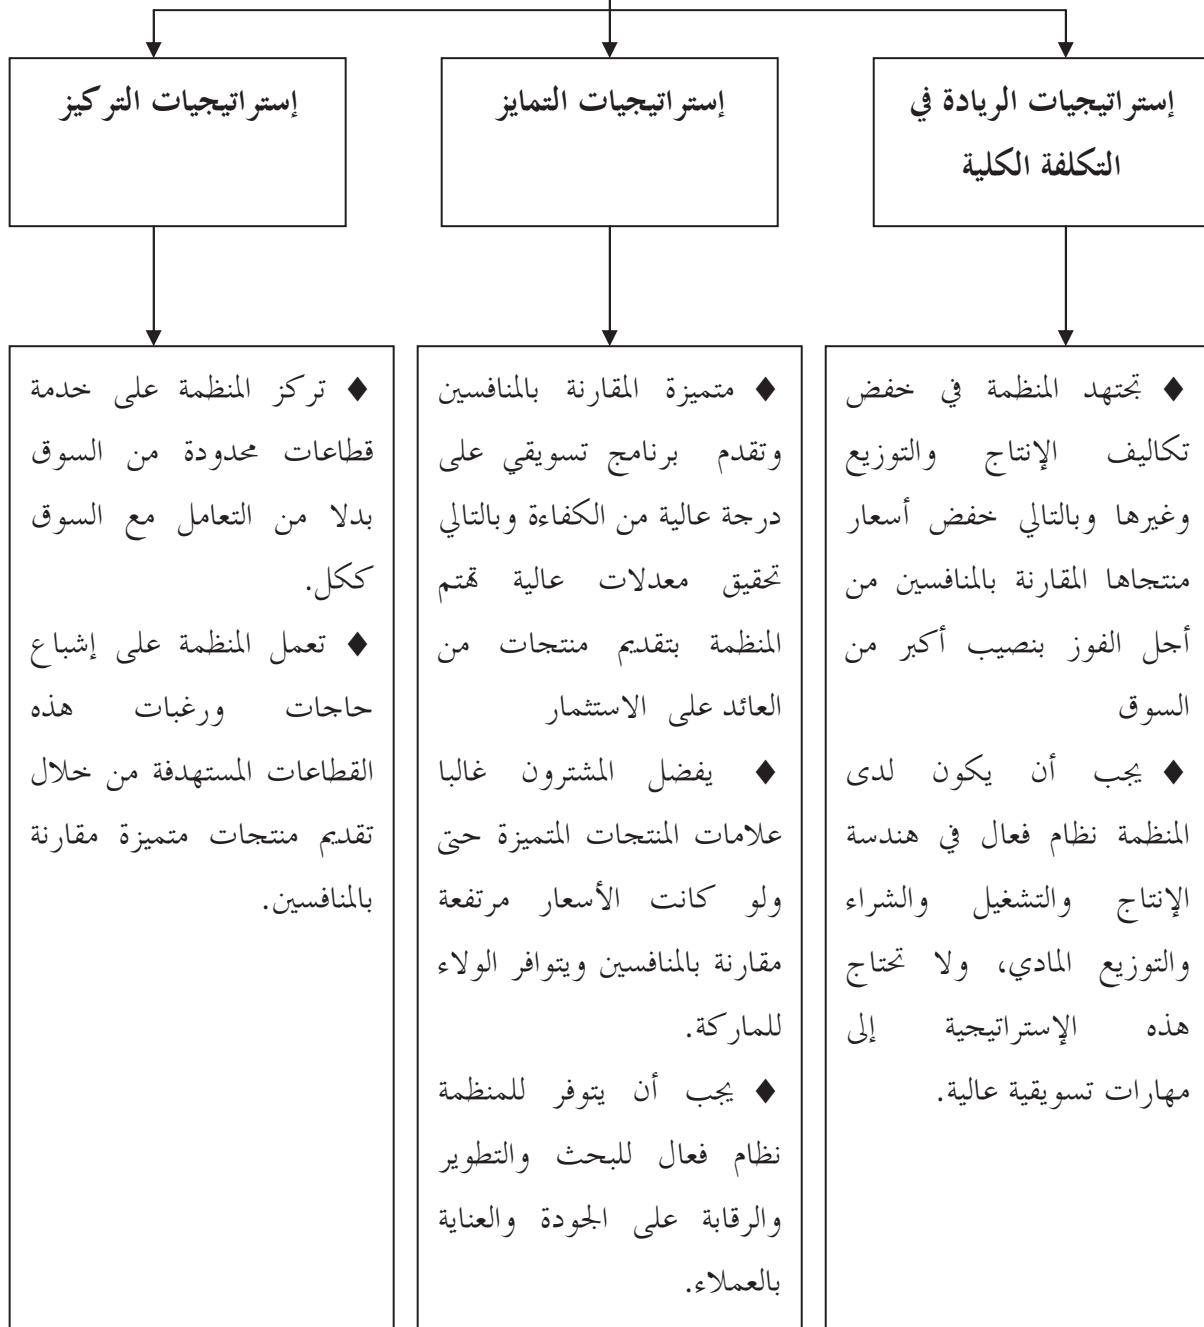 إستراتيجيات الريادة في
التكلفة الكلية
إستراتيجيات التمايز
إستراتيجيات التركيز
♦ تجتهد المنظمة في خفض
تكاليف الإنتاج والتوزيع
وغيرها وبالتالي خفض أسعار
منتجاها المقارنة بالمنافسين من
أجل الفوز بنصيب أكبر من
السوق
♦ يجب أن يكون لدى
المنظمة نظام فعال في هندسة
الإنتاج والتشغيل والشراء
والتوزيع المادي، ولا تحتاج
هذه الإستراتيجية إلى
مهارات تسويقية عالية.
♦ متميزة المقارنة بالمنافسين
وتقدم برنامج تسويقي على
درجة عالية من الكفاءة وبالتالي
تحقيق معدلات عالية تهتم
المنظمة بتقديم منتجات من
العائد على الاستثمار
♦ يفضل المشترون غالبا
علامات المنتجات المتميزة حتى
ولو كانت الأسعار مرتفعة
مقارنة بالمنافسين ويتوافر الولاء
للماركة.
♦ يجب أن يتوفر للمنظمة
نظام فعال للبحث والتطوير
والرقابة على الجودة والعناية
بالعملاء.
♦ تركز المنظمة على خدمة
قطاعات محدودة من السوق
بدلا من التعامل مع السوق
ككل.
♦ تعمل المنظمة على إشباع
حاجات ورغبات هذه
القطاعات المستهدفة من خلال
تقديم منتجات متميزة مقارنة
بالمنافسين.